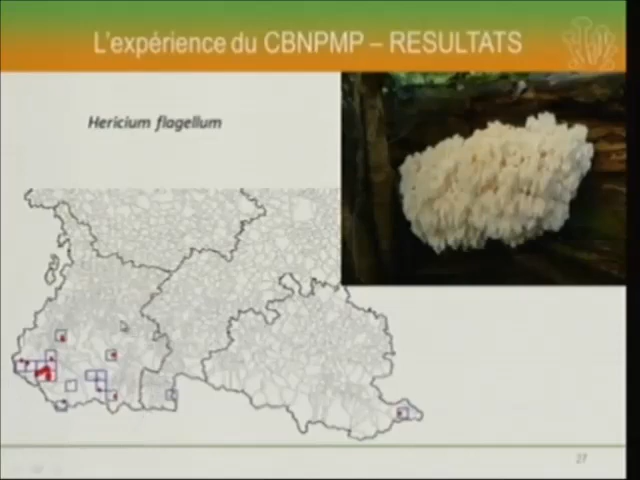 L'expérience du CBNPMP – RESULTATS
Hericium flagellum
27